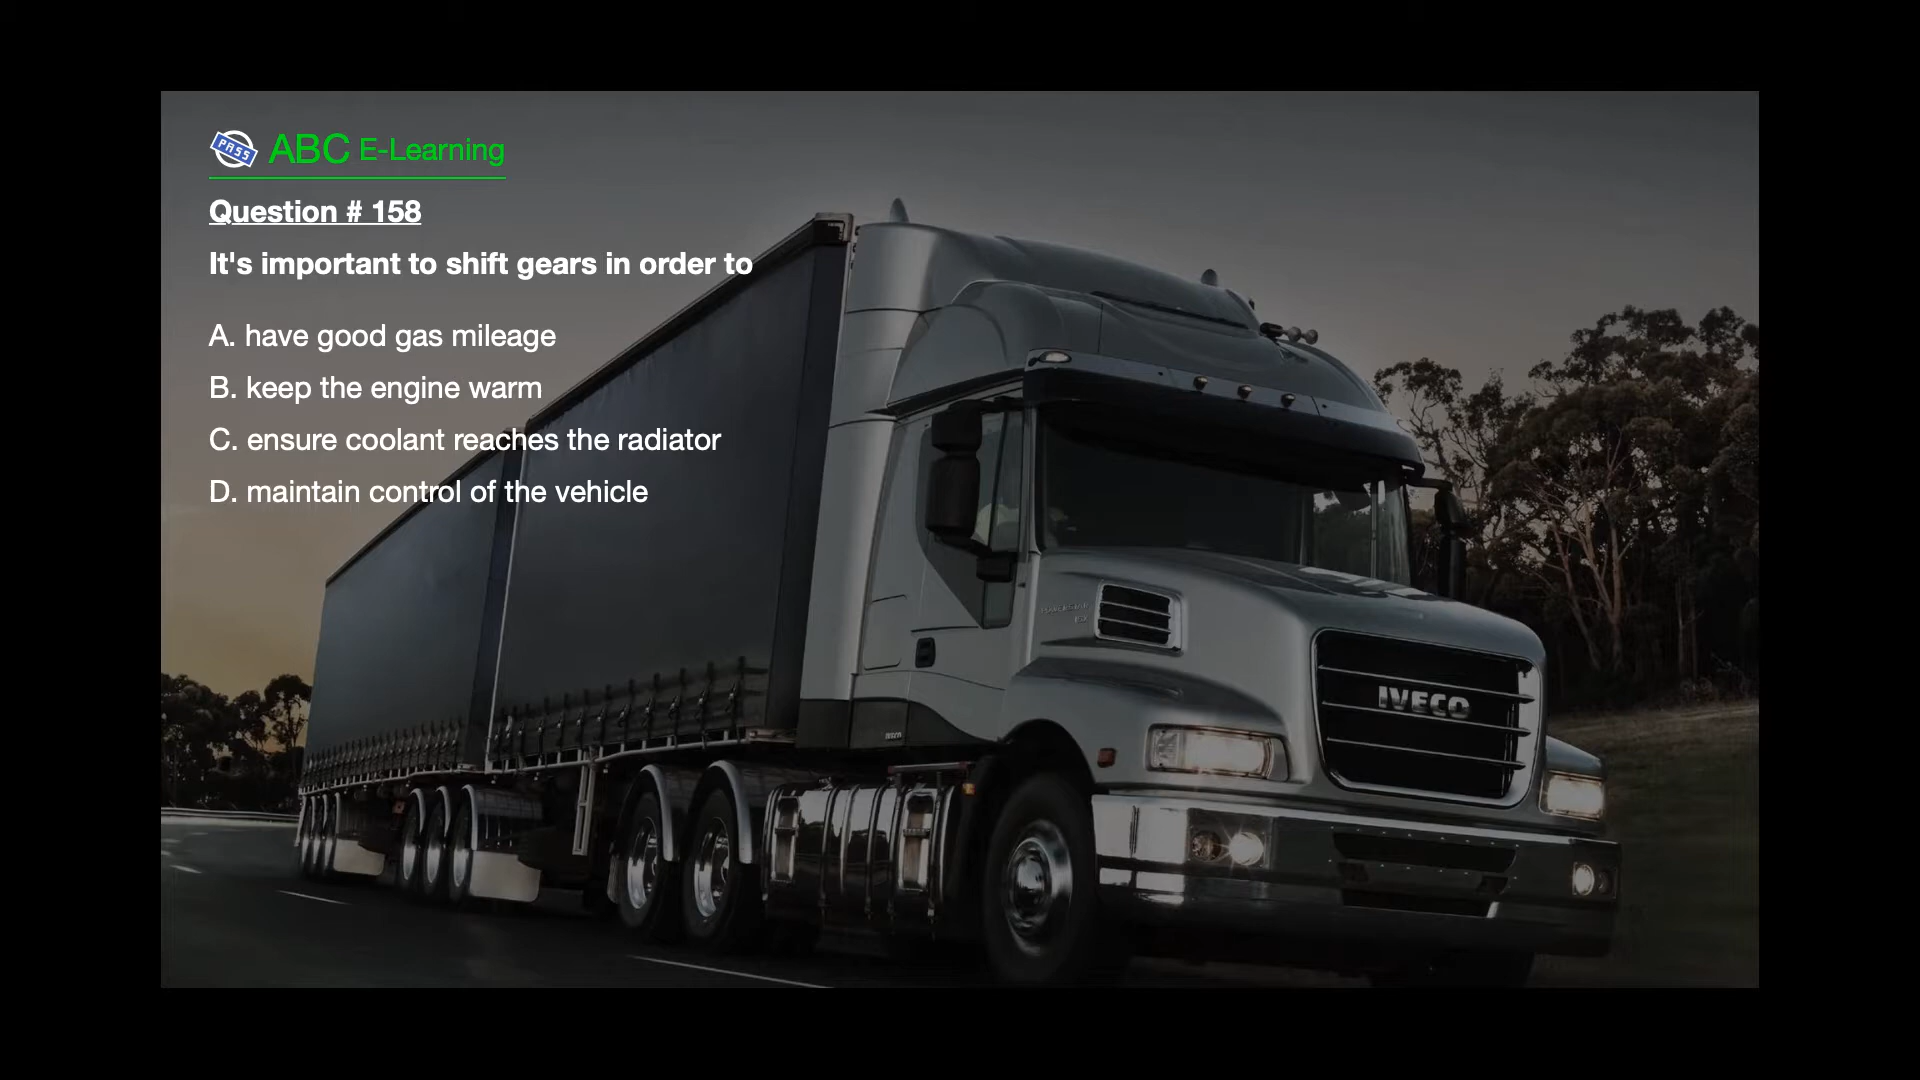 PASS ABC E-Learning
Question # 158
It's important to shift gears in order to
A. have good gas mileage
B. keep the engine warm
C. ensure coolant reaches the radiator
D. maintain control of the vehicle
IVECO